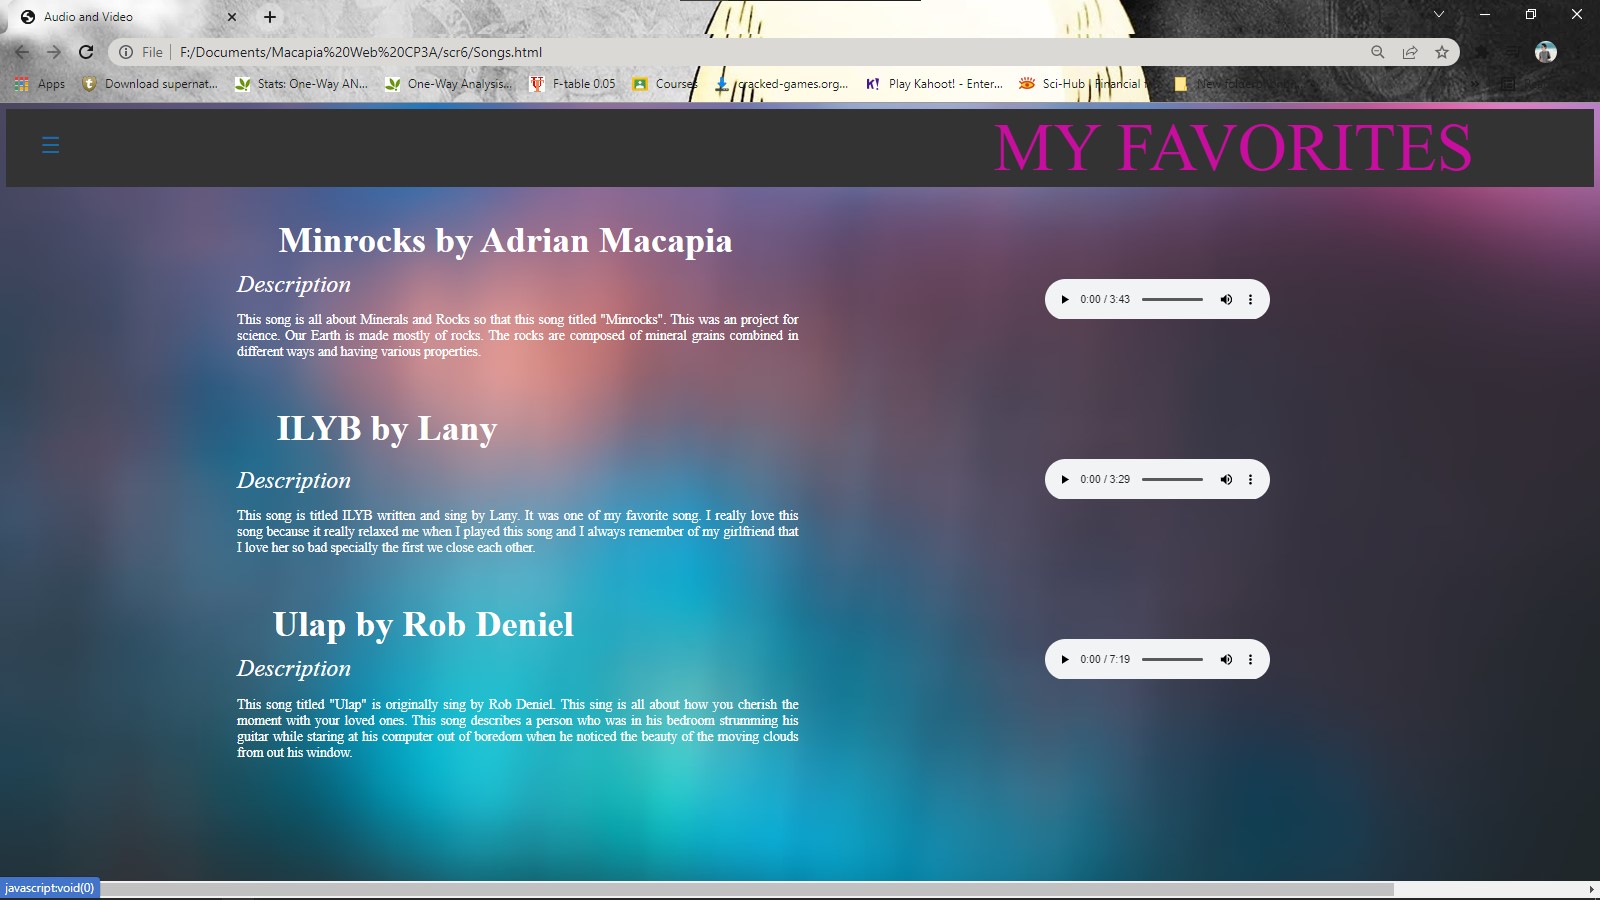 Audio and Video
File
F:/Documents/Macapia%20Web%20CP3A/scr6/Songs.html
Apps
Download supernat...
Stats: One-Way AN...
One-Way Analysis...
F-table 0.05
Courses
cracked-games.org...
K! Play Kahoot! - Enter...
Sci-Hub | Financial
New folder
☰
MY FAVORITES
Minrocks by Adrian Macapia
Description
0:00 / 3:43
This song is all about Minerals and Rocks so that this song titled "Minrocks". This was an project for
science. Our Earth is made mostly of rocks. The rocks are composed of mineral grains combined in
different ways and having various properties.
ILYB by Lany
Description
0:00 / 3:29
This song is titled ILYB written and sing by Lany. It was one of my favorite song. I really love this
song because it really relaxed me when I played this song and I always remember of my girlfriend that
I love her so bad specially the first we close each other.
Ulap by Rob Deniel
Description
0:00 / 7:19
This song titled "Ulap" is originally sing by Rob Deniel. This sing is all about how you cherish the
moment with your loved ones. This song describes a person who was in his bedroom strumming his
guitar while staring at his computer out of boredom when he noticed the beauty of the moving clouds
from out his window.
javascript:void(0)